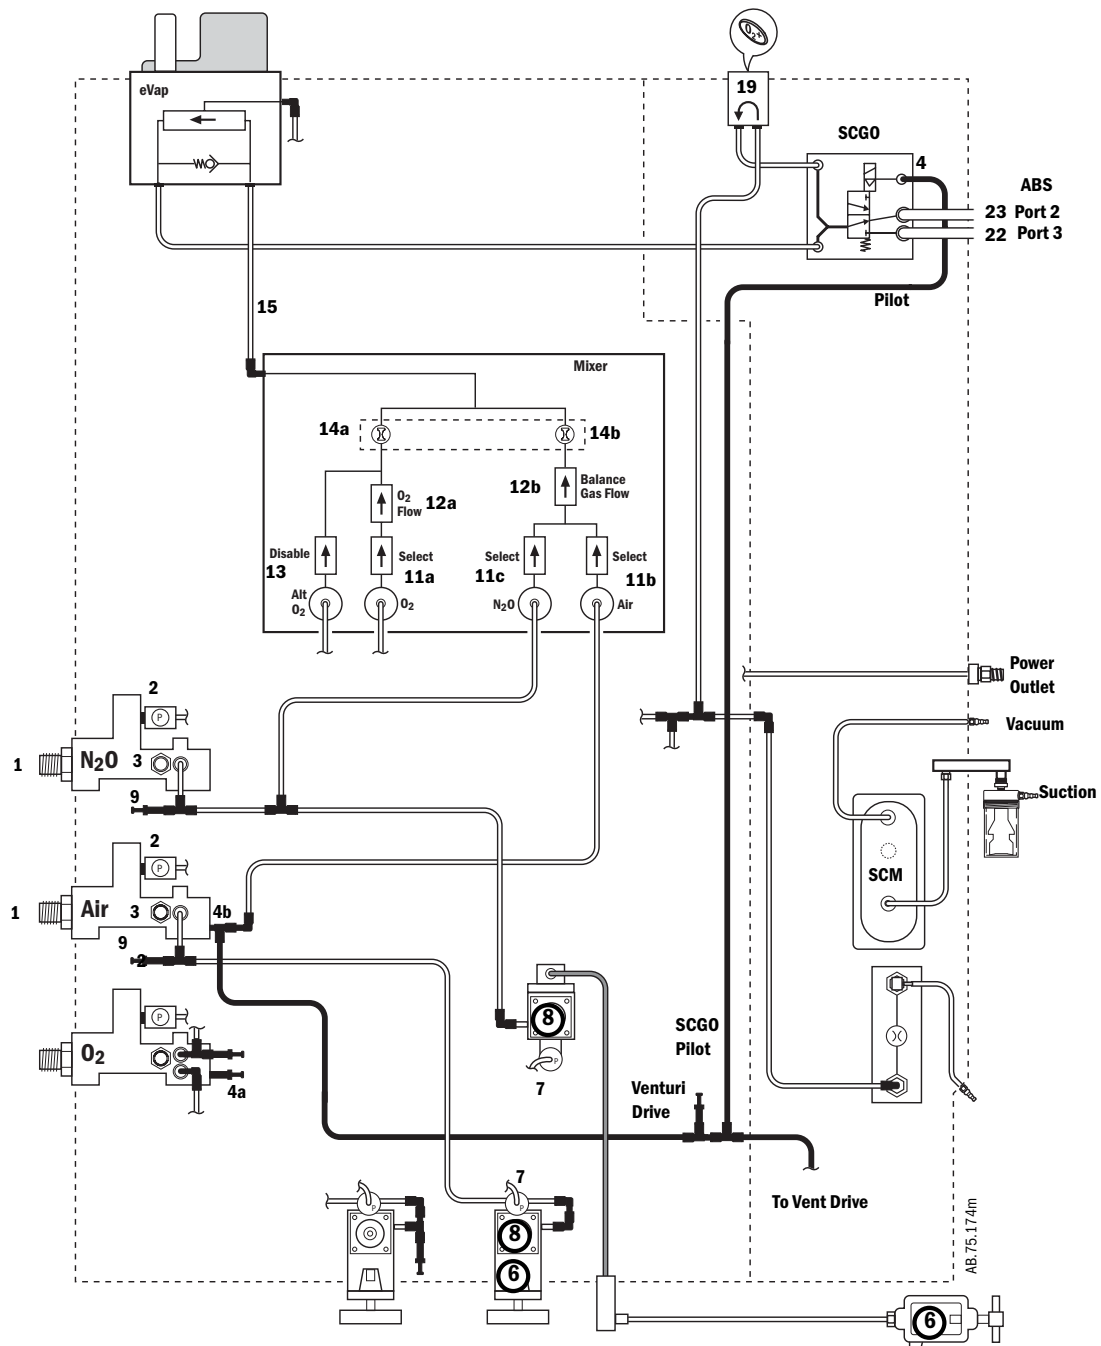 O2+
eVap
19
SCGO
4
ABS
23 Port 2
22 Port 3
Pilot
15
Mixer
14a
14b
12b
Balance
Gas Flow
O2
Flow
12a
Disable
13
Select
11a
Select
11c
Select
11b
Alt
O2
O2
N2O
Air
Power
Outlet
Vacuum
Suction
SCM
2
P
1
N2O
3
9
2
P
1
Air
3
4b
9
2
P
O2
4a
8
P
7
SCGO
Pilot
Venturi
Drive
To Vent Drive
P
7
P
8
6
6
AB.75.174m